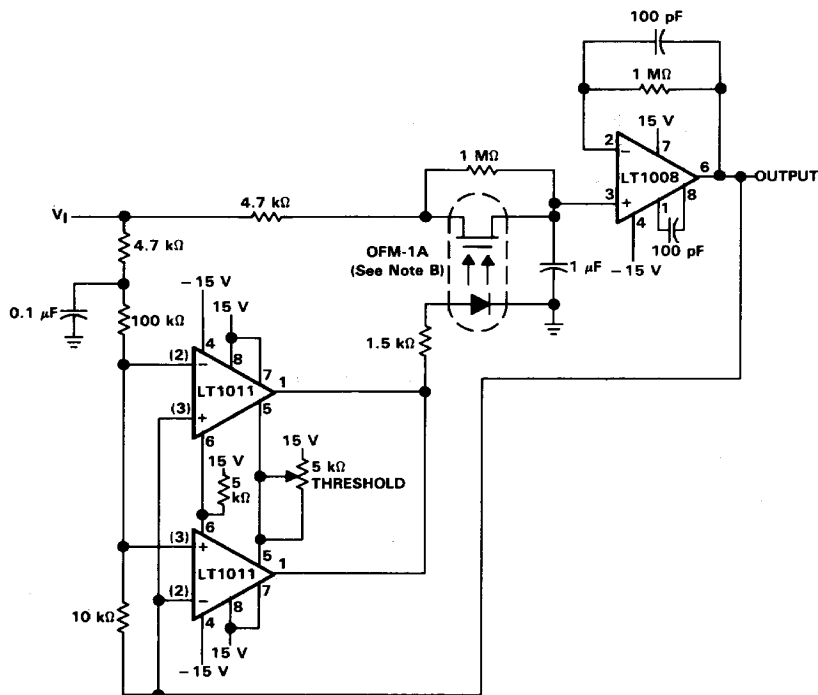 100 pF
1 MΩ
15 V
2
−
7
LT1008
6
OUTPUT
3
+
1
8
4
100 pF
−15 V
1 MΩ
VI
4.7 kΩ
4.7 kΩ
OFM-1A
(See Note B)
1 μF
0.1 μF
100 kΩ
−15 V
15 V
1.5 kΩ
4
8
(2)
−
7
LT1011
1
(3)
+
5
6
15 V
5
kΩ
15 V
5 kΩ
THRESHOLD
6
(3)
+
5
LT1011
1
(2)
−
7
8
4
10 kΩ
15 V
−15 V